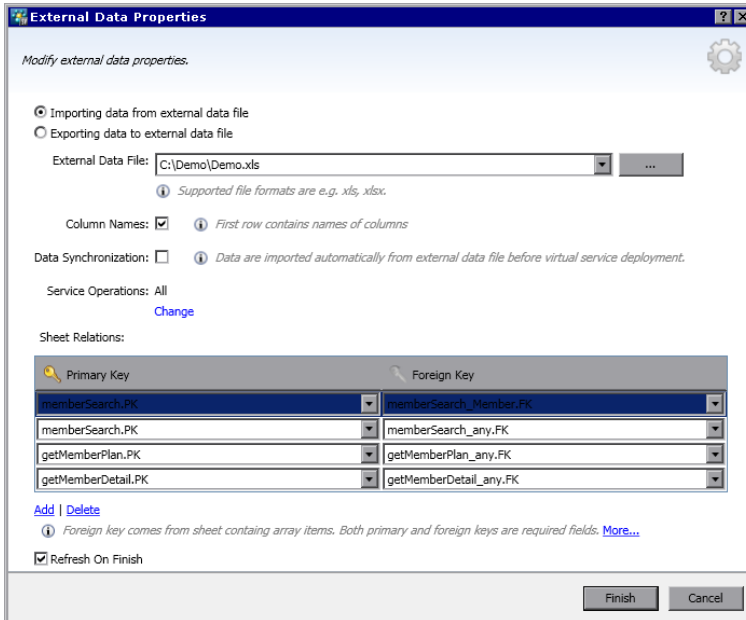 External Data Properties
Modify external data properties.
Importing data from external data file
Exporting data to external data file
External Data File: C:\Demo\Demo.xls ...
Supported file formats are e.g. xls, xlsx.
Column Names: First row contains names of columns
Data Synchronization: Data are imported automatically from external data file before virtual service deployment.
Service Operations: All
Change
Sheet Relations:
Primary Key Foreign Key
memberSearch.PK memberSearch_Member.FK
memberSearch.PK memberSearch_any.FK
getMemberPlan.PK getMemberPlan_any.FK
getMemberDetail.PK getMemberDetail_any.FK
Add | Delete
Foreign key comes from sheet containg array items. Both primary and foreign keys are required fields. More...
Refresh On Finish
Finish Cancel